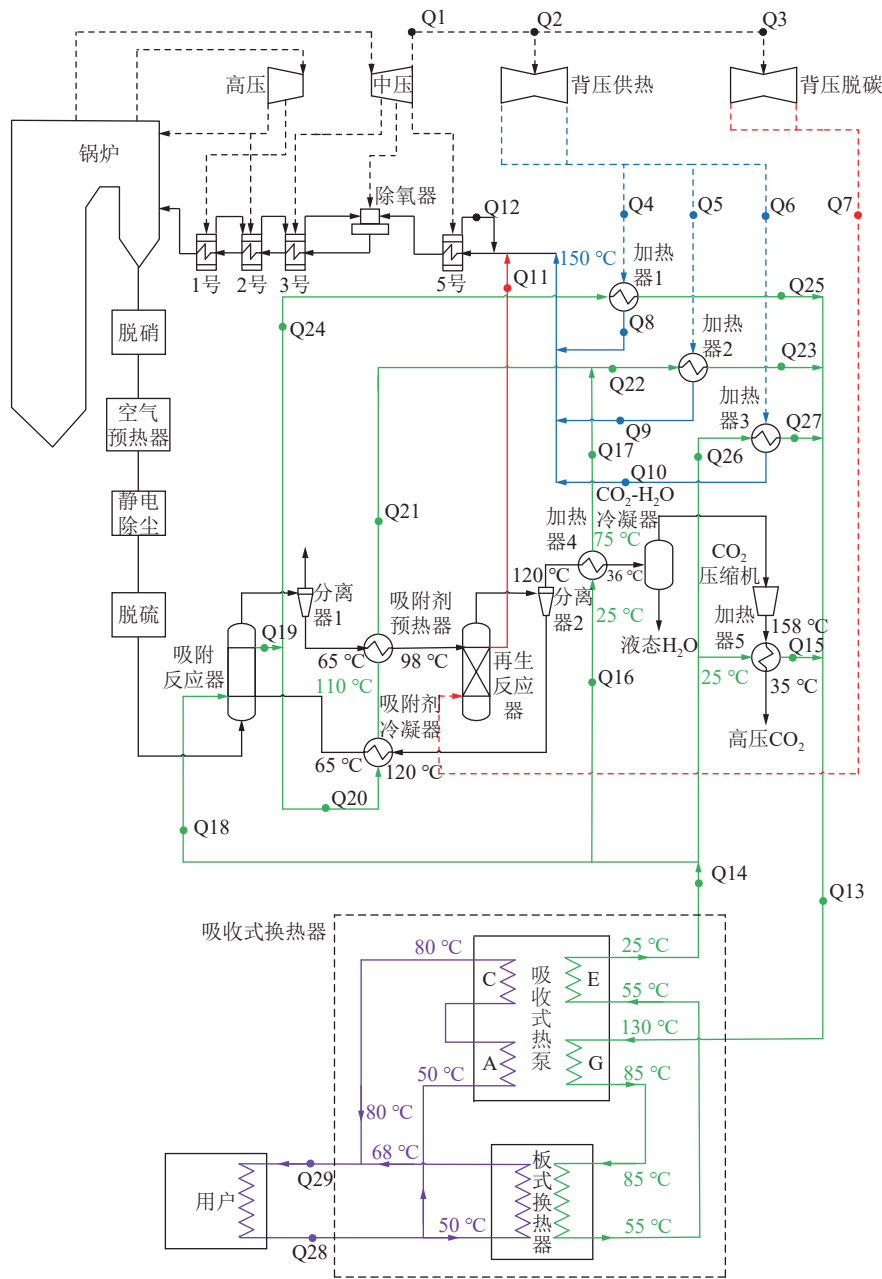 Q1
Q2
Q3
高压
中压
背压供热
背压脱碳
锅炉
除氧器
Q12
Q4
Q5
Q6
Q7
1号
2号
3号
5号
Q11
150 ℃
加热
器1
Q25
Q24
Q8
加热
器2
脱硝
Q22
Q23
空气
预热器
加热
器3
Q27
Q9
Q17
Q26
Q10
静电
除尘
Q21
CO₂-H₂O
冷凝器
加热
器4
75 ℃
CO₂
压缩机
120 ℃
36 ℃
脱硫
分离
器1
吸附剂
预热器
分离
器2
25 ℃
加热
器5
158 ℃
液态H₂O
Q19
吸附
反应器
65 ℃
98 ℃
再生
反应
器
Q15
110 ℃
25 ℃
35 ℃
Q16
吸附剂
冷凝器
高压CO₂
65 ℃
120 ℃
Q20
Q18
Q14
Q13
吸收式换热器
80 ℃
25 ℃
C
吸收式热泵
E
55 ℃
130 ℃
A
G
50 ℃
85 ℃
80 ℃
68 ℃
板式换热器
85 ℃
Q29
用户
50 ℃
55 ℃
Q28